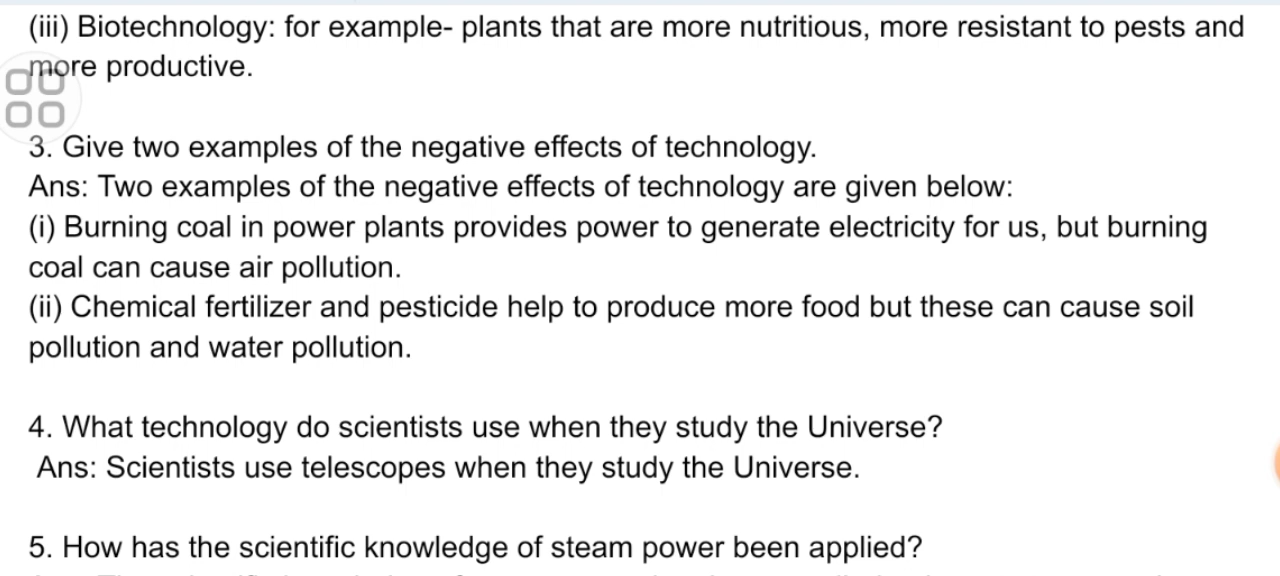 (iii) Biotechnology: for example- plants that are more nutritious, more resistant to pests and
more productive.
3. Give two examples of the negative effects of technology.
Ans: Two examples of the negative effects of technology are given below:
(i) Burning coal in power plants provides power to generate electricity for us, but burning
coal can cause air pollution.
(ii) Chemical fertilizer and pesticide help to produce more food but these can cause soil
pollution and water pollution.
4. What technology do scientists use when they study the Universe?
Ans: Scientists use telescopes when they study the Universe.
5. How has the scientific knowledge of steam power been applied?